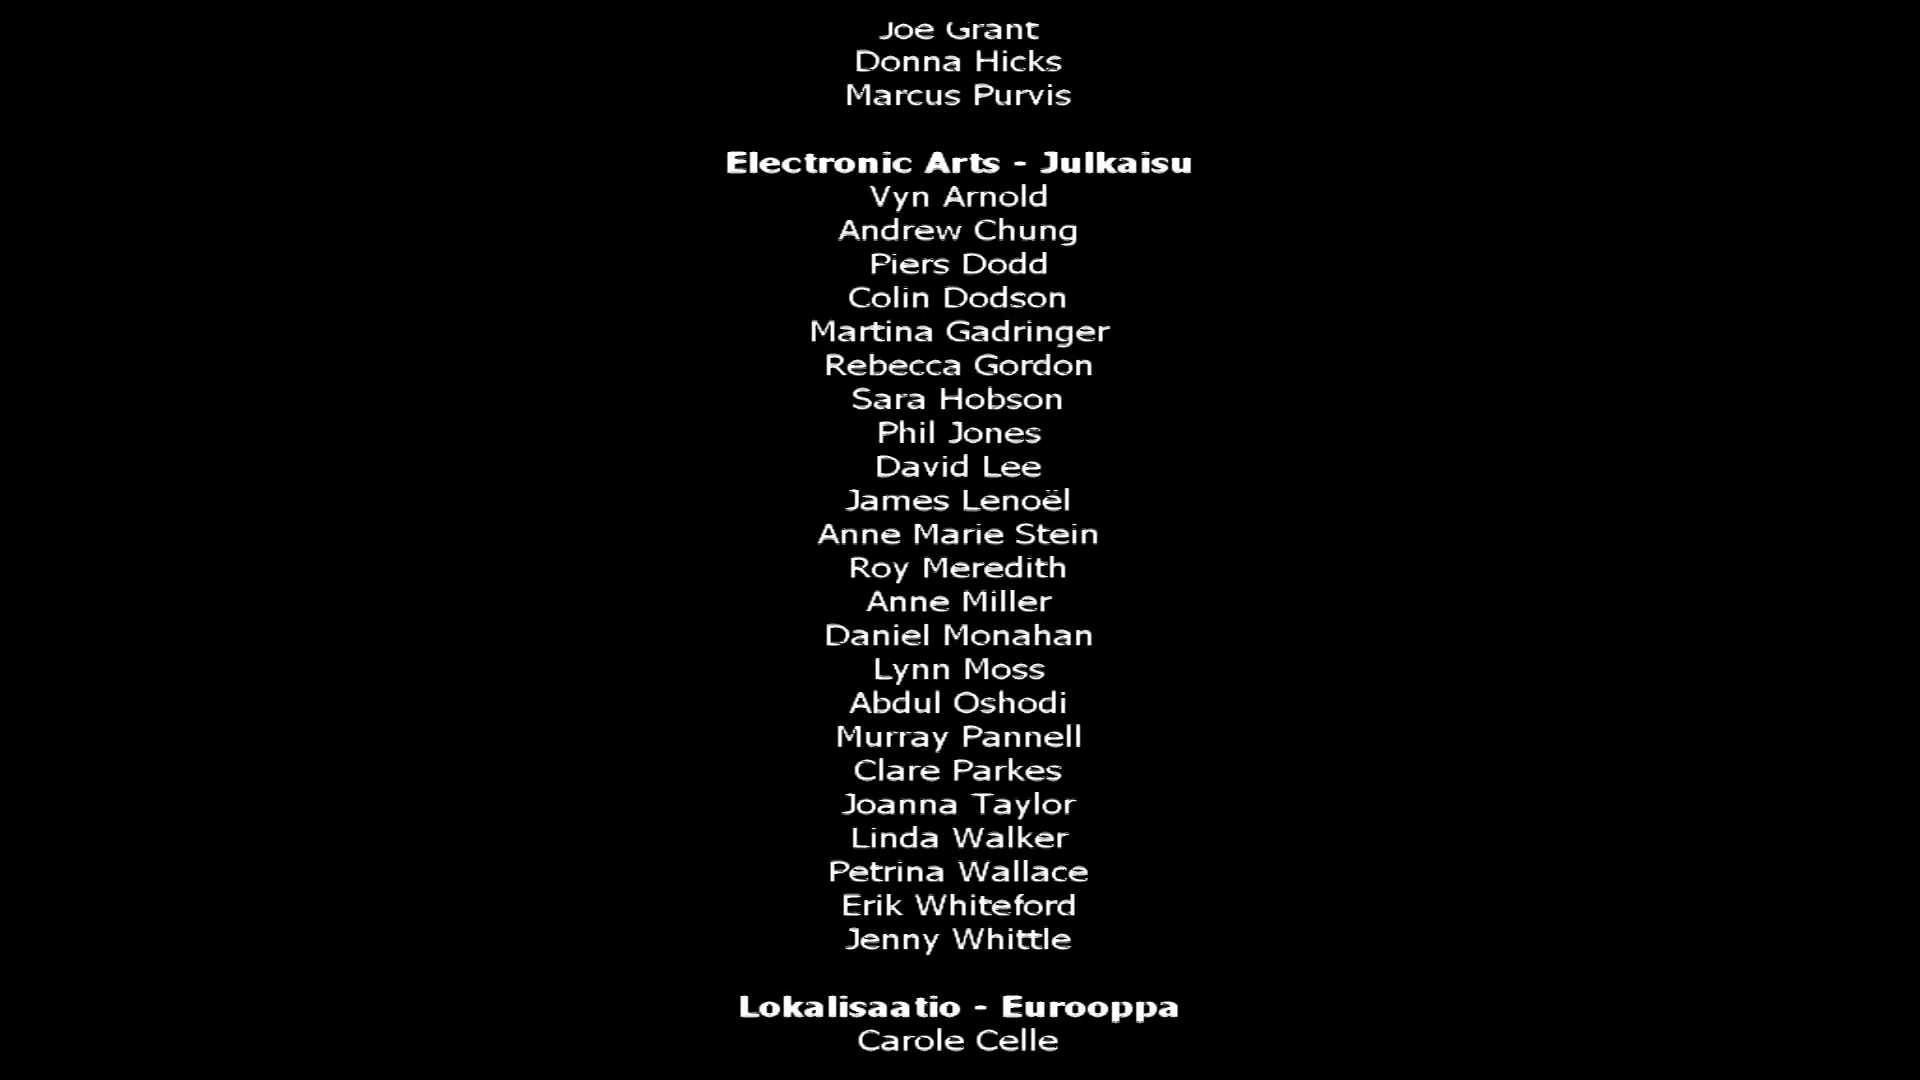 Joe Grant
Donna Hicks
Marcus Purvis
Electronic Arts - Julkaisu
Vyn Arnold
Andrew Chung
Piers Dodd
Colin Dodson
Martina Gadringer
Rebecca Gordon
Sara Hobson
Phil Jones
David Lee
James Lenoël
Anne Marie Stein
Roy Meredith
Anne Miller
Daniel Monahan
Lynn Moss
Abdul Oshodi
Murray Pannell
Clare Parkes
Joanna Taylor
Linda Walker
Petrina Wallace
Erik Whiteford
Jenny Whittle
Lokalisaatio - Eurooppa
Carole Celle